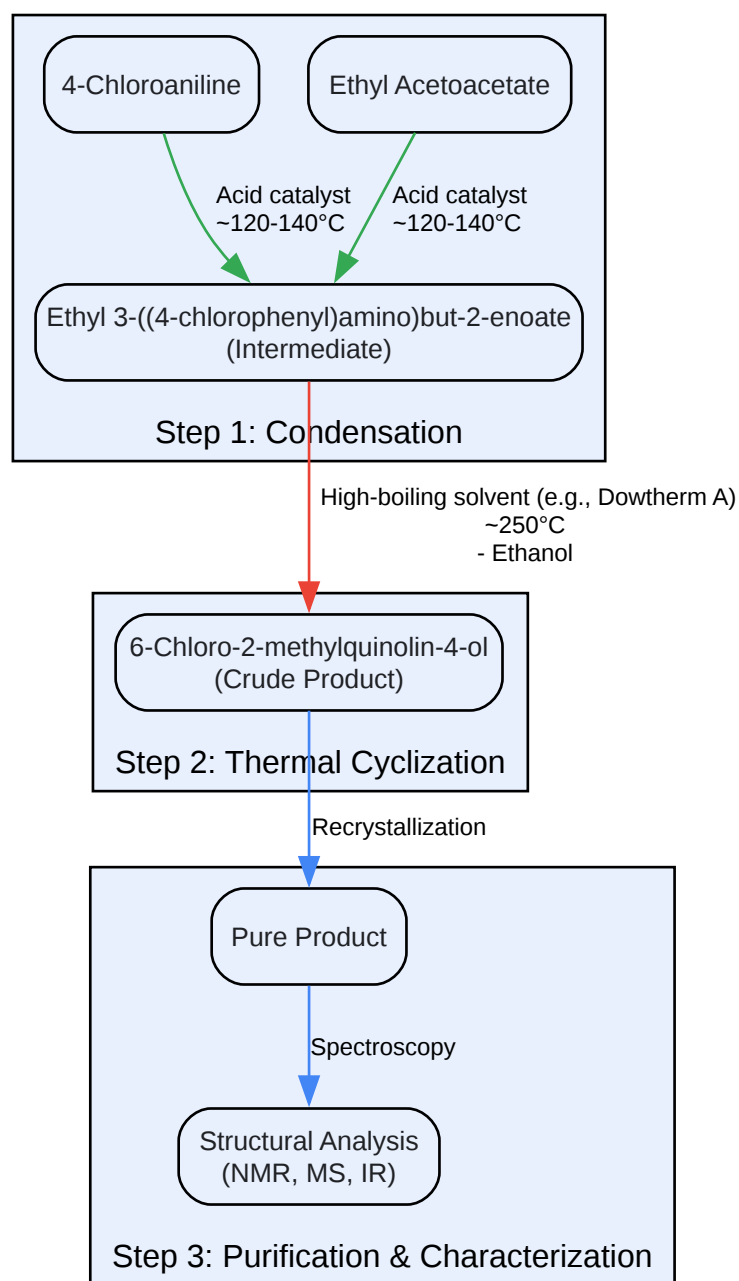 4-Chloroaniline
Ethyl Acetoacetate
Acid catalyst
~120-140°C
Acid catalyst
~120-140°C
Ethyl 3-((4-chlorophenyl)amino)but-2-enoate
(Intermediate)
Step 1: Condensation
High-boiling solvent (e.g., Dowtherm A)
~250°C
- Ethanol
6-Chloro-2-methylquinolin-4-ol
(Crude Product)
Step 2: Thermal Cyclization
Recrystallization
Pure Product
Spectroscopy
Structural Analysis
(NMR, MS, IR)
Step 3: Purification & Characterization